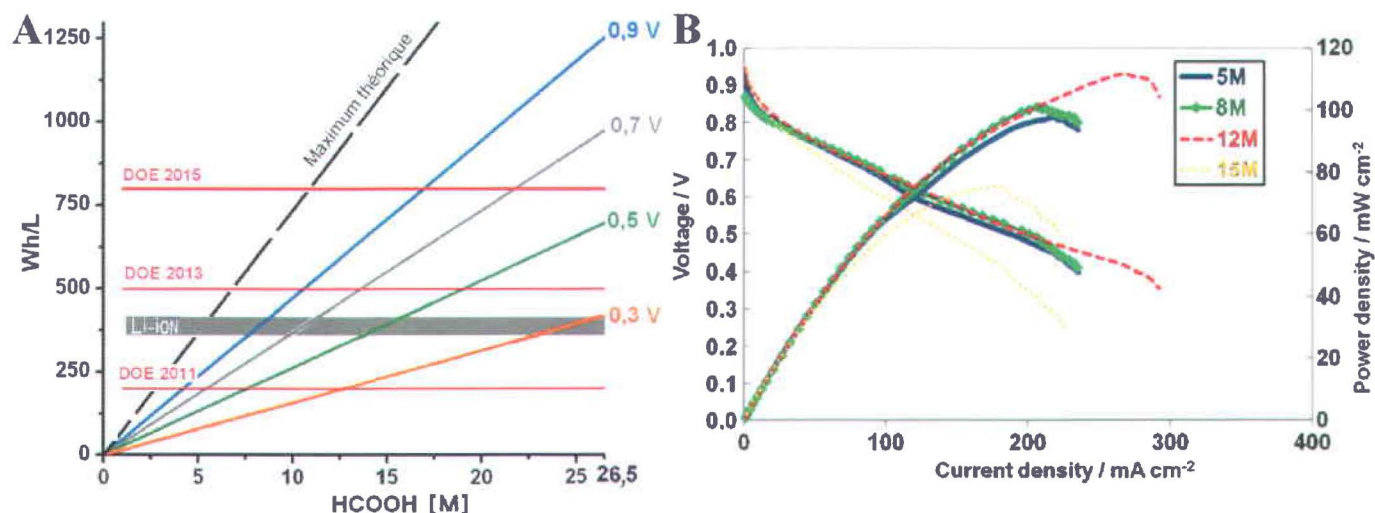 A
Wh/L
1250
1000
750
500
250
0
Maximum théorique
0,9 V
0,7 V
0,5 V
0,3 V
DOE 2015
DOE 2013
Li-ION
DOE 2011
0
5
10
15
20
25
26,5
HCOOH [M]
B
Voltage / V
1.0
0.9
0.8
0.7
0.6
0.5
0.4
0.3
0.2
0.1
0.0
5M
8M
12M
15M
120
100
80
60
40
20
0
Power density / mW cm-2
0
100
200
300
400
Current density / mA cm-2